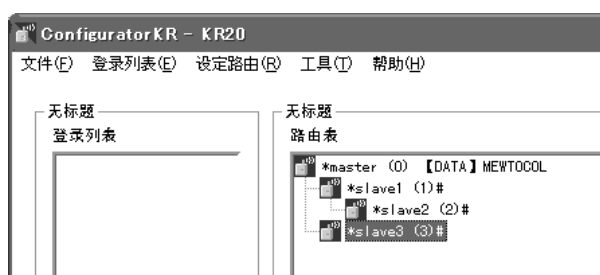 ConfiguratorKR - KR20
文件(F) 登录列表(E) 设定路由(R) 工具(T) 帮助(H)
无标题
登录列表
无标题
路由表
*master (0) 【DATA】MEWTOCOL
*slave1 (1)#
*slave2 (2)#
*slave3 (3)#